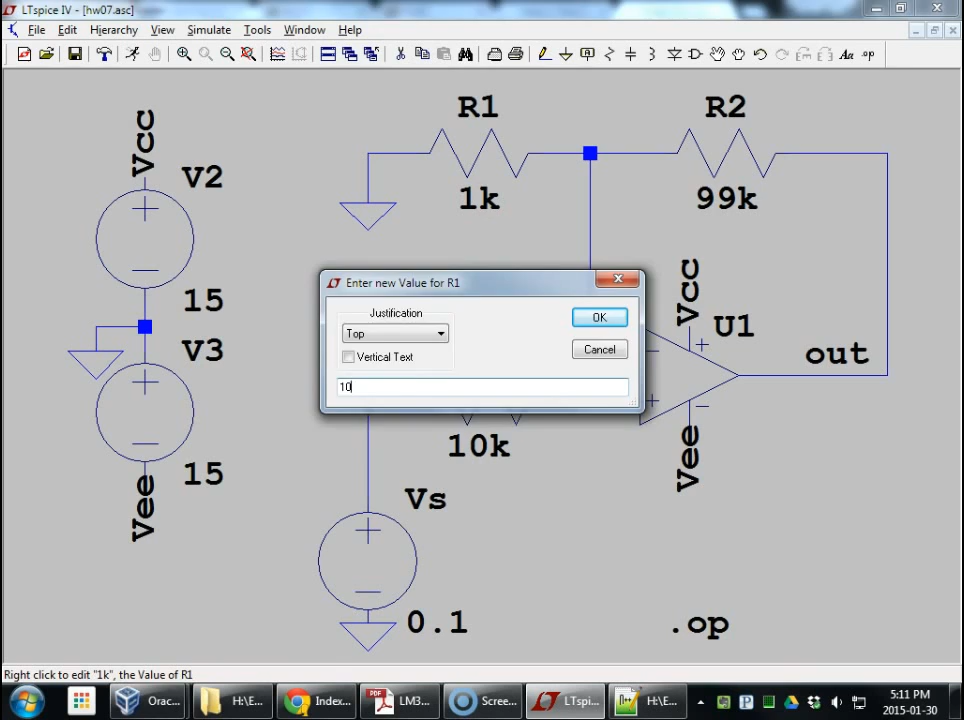 LTspice IV - [hw07.asc]
File Edit Hierarchy View Simulate Tools Window Help
Aa .op
R1
R2
Vcc
V2
1k
99k
15
V3
Vcc
U1
out
Enter new Value for R1
Justification
Top
Vertical Text
OK
Cancel
10
10k
Vee
15
Vee
Vs
0.1
.op
Right click to edit "1k", the Value of R1
Orac... H:\E... Index... PDF LM3... Scree... LTspi... H:\E...
5:11 PM
2015-01-30